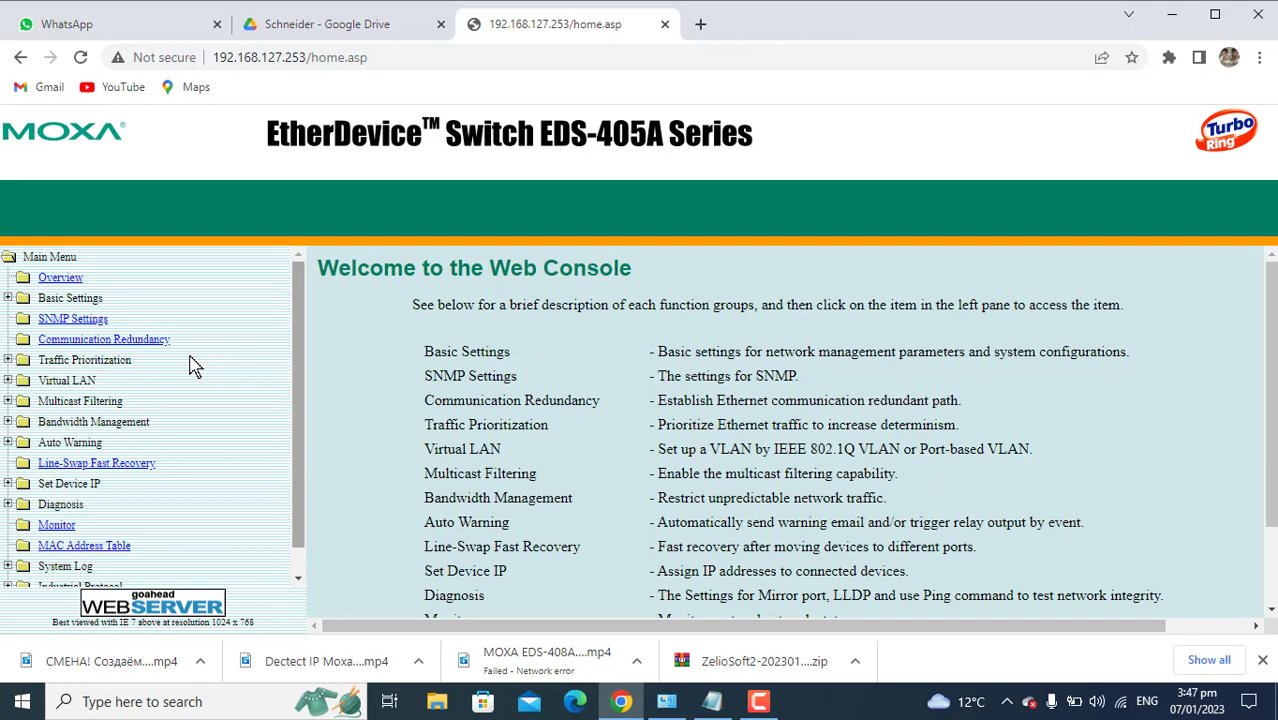 WhatsApp
Schneider - Google Drive
192.168.127.253/home.asp
Not secure
192.168.127.253/home.asp
Gmail
YouTube
Maps
MOXA
EtherDevice™ Switch EDS-405A Series
Turbo
Ring
Main Menu
Overview
Basic Settings
SNMP Settings
Communication Redundancy
Traffic Prioritization
Virtual LAN
Multicast Filtering
Bandwidth Management
Auto Warning
Line-Swap Fast Recovery
Set Device IP
Diagnosis
Monitor
MAC Address Table
System Log
Industrial Protocol
goahead
WEBSERVER
Best viewed with IE 7 above at resolution 1024 x 768
Welcome to the Web Console
See below for a brief description of each function groups, and then click on the item in the left pane to access the item.
Basic Settings - Basic settings for network management parameters and system configurations.
SNMP Settings - The settings for SNMP.
Communication Redundancy - Establish Ethernet communication redundant path.
Traffic Prioritization - Prioritize Ethernet traffic to increase determinism.
Virtual LAN - Set up a VLAN by IEEE 802.1Q VLAN or Port-based VLAN.
Multicast Filtering - Enable the multicast filtering capability.
Bandwidth Management - Restrict unpredictable network traffic.
Auto Warning - Automatically send warning email and/or trigger relay output by event.
Line-Swap Fast Recovery - Fast recovery after moving devices to different ports.
Set Device IP - Assign IP addresses to connected devices.
Diagnosis - The Settings for Mirror port, LLDP and use Ping command to test network integrity.
СМЕНА! Создаём....mp4
Dectect IP Moxa....mp4
MOXA EDS-408A....mp4
Failed - Network error
ZelioSoft2-202301....zip
Show all
Type here to search
12°C
ENG
3:47 pm
07/01/2023